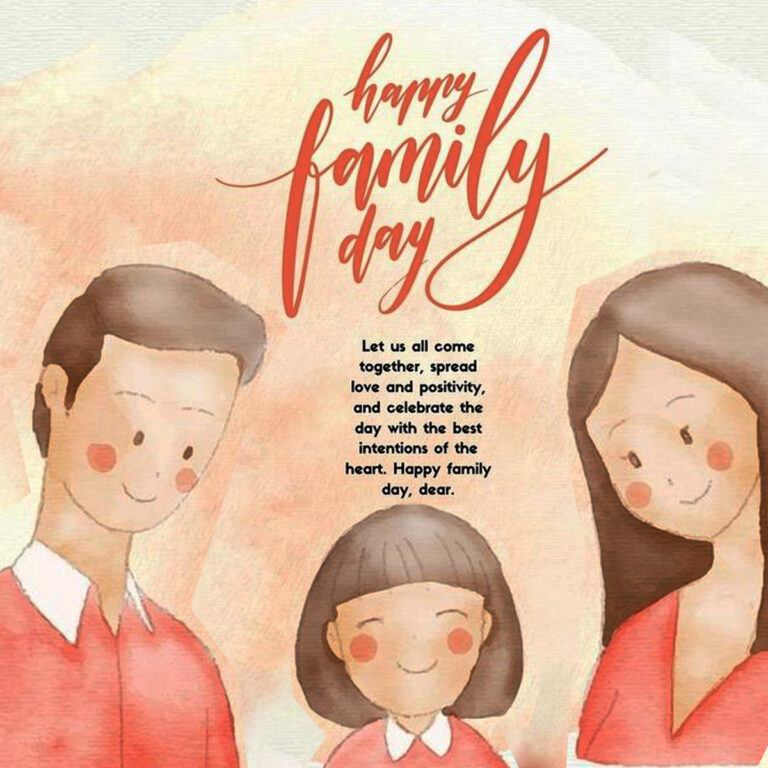 happy
family
day
Let us all come
together, spread
love and positivity,
and celebrate the
day with the best
intentions of the
heart. Happy family
day, dear.